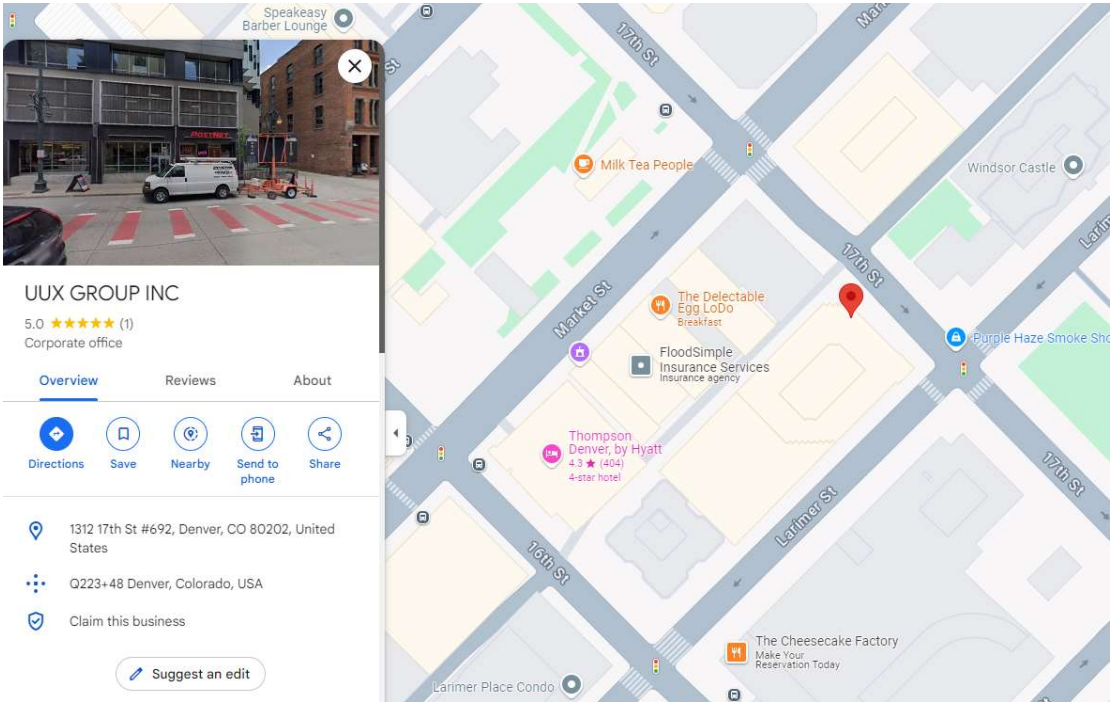 Speakeasy
Barber Lounge
POSTNET
UUX GROUP INC
5.0 ★★★★★ (1)
Corporate office
Overview
Reviews
About
Directions
Save
Nearby
Send to
phone
Share
1312 17th St #692, Denver, CO 80202, United
States
Q223+48 Denver, Colorado, USA
Claim this business
Suggest an edit
17th St
Milk Tea People
Windsor Castle
Larim
17th St
Market St
The Delectable
Egg LoDo
Breakfast
FloodSimple
Insurance Services
Insurance agency
Purple Haze Smoke Sho
Thompson
Denver, by Hyatt
4.3 ★ (404)
4-star hotel
17th St
Larimer St
16th St
The Cheesecake Factory
Make Your
Reservation Today
Larimer Place Condo